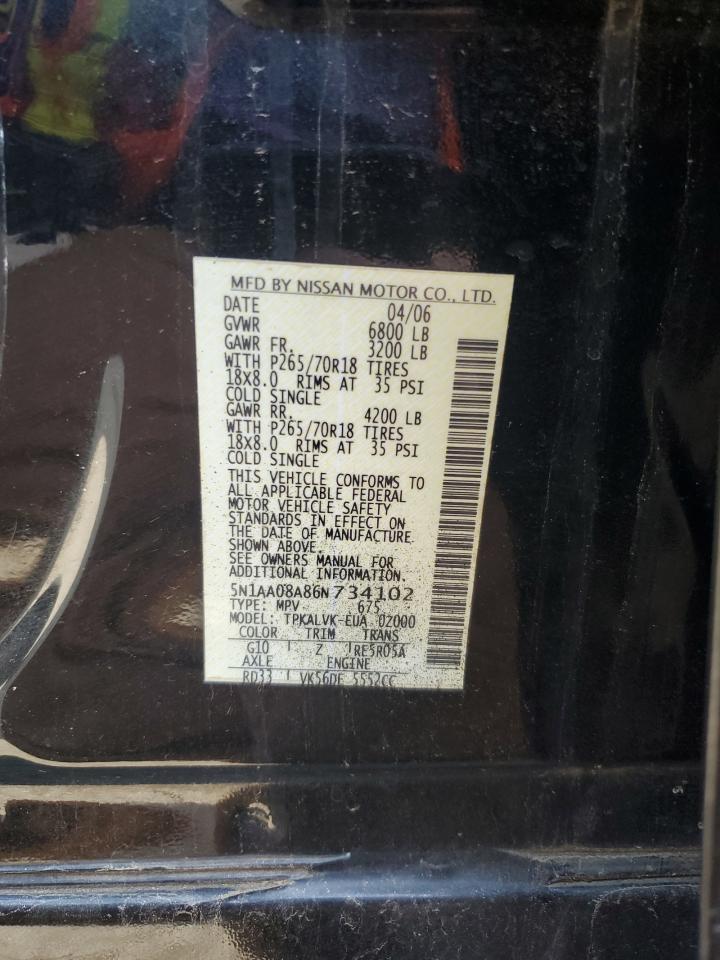 MFD BY NISSAN MOTOR CO., LTD.
DATE 04/06
GVWR 6800 LB
GAWR FR. 3200 LB
WITH P265/70R18 TIRES
18X8.0 RIMS AT 35 PSI
COLD SINGLE
GAWR RR. 4200 LB
WITH P265/70R18 TIRES
18X8.0 RIMS AT 35 PSI
COLD SINGLE
THIS VEHICLE CONFORMS TO
ALL APPLICABLE FEDERAL
MOTOR VEHICLE SAFETY
STANDARDS IN EFFECT ON
THE DATE OF MANUFACTURE
SHOWN ABOVE.
SEE OWNERS MANUAL FOR
ADDITIONAL INFORMATION.
5N1AA08A86N734102
TYPE: MPV 675
MODEL: TPKALVK-EUA 02000
COLOR TRIM TRANS
G10 Z RE5R05A
AXLE ENGINE
RD33 VK56DE 5552CC